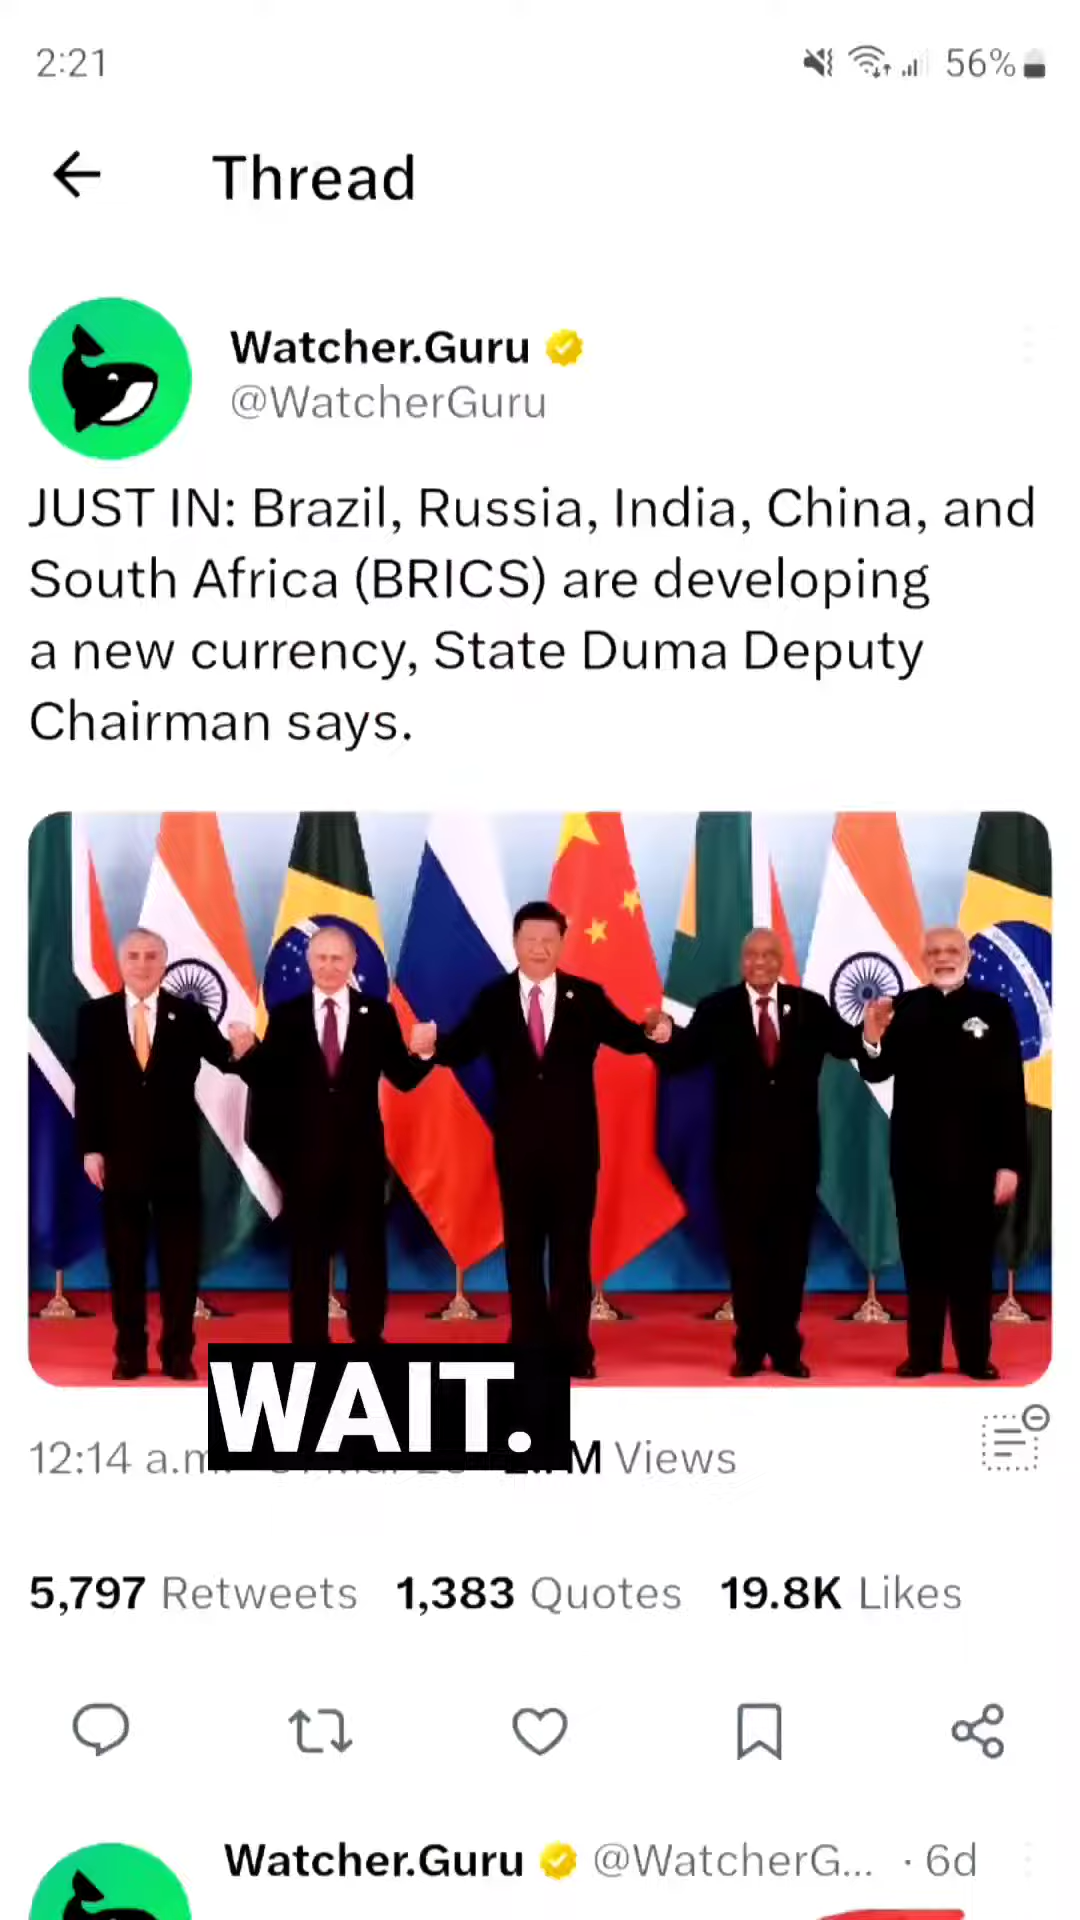 2:21
56%
Thread
Watcher.Guru
@WatcherGuru
JUST IN: Brazil, Russia, India, China, and
South Africa (BRICS) are developing
a new currency, State Duma Deputy
Chairman says.
WAIT.
12:14 a.m. M Views
5,797 Retweets 1,383 Quotes 19.8K Likes
Watcher.Guru @WatcherG... · 6d